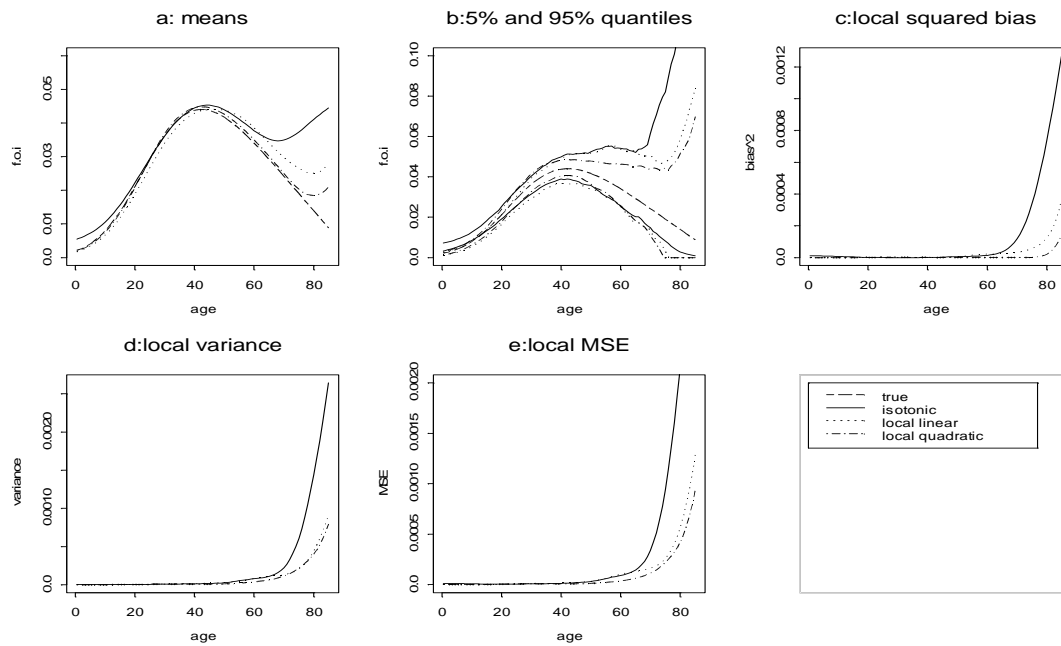 a: means
f.o.i
0.01
0.03
0.05
0
20
40
60
80
age
b:5% and 95% quantiles
f.o.i
0.0
0.02
0.04
0.06
0.08
0.10
0
20
40
60
80
age
c:local squared bias
bias^2
0.0
0.0004
0.0008
0.0012
0
20
40
60
80
age
d:local variance
variance
0.0
0.0010
0.0020
0
20
40
60
80
age
e:local MSE
MSE
0.0
0.0005
0.0010
0.0015
0.0020
0
20
40
60
80
age
true
isotonic
local linear
local quadratic